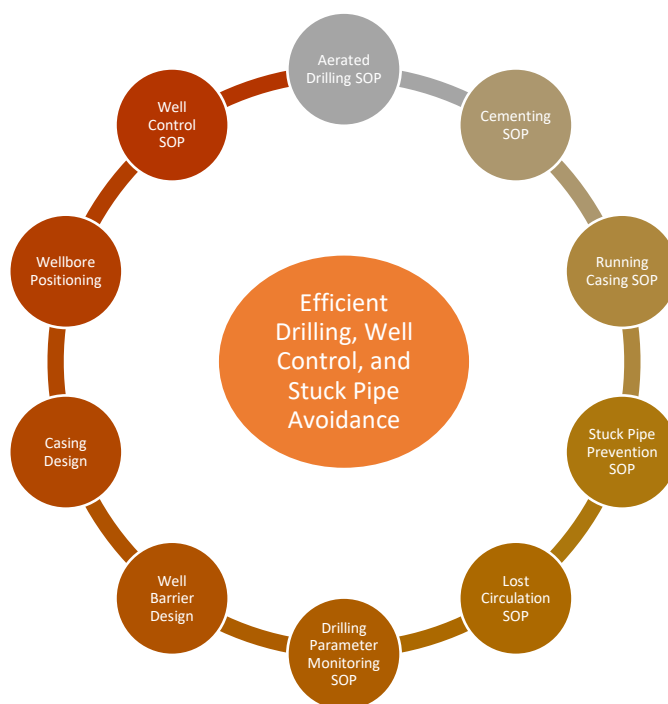 Aerated
Drilling SOP
Cementing
SOP
Running
Casing SOP
Stuck Pipe
Prevention
SOP
Lost
Circulation
SOP
Drilling
Parameter
Monitoring
SOP
Well
Barrier
Design
Casing
Design
Wellbore
Positioning
Well
Control
SOP
Efficient
Drilling, Well
Control, and
Stuck Pipe
Avoidance